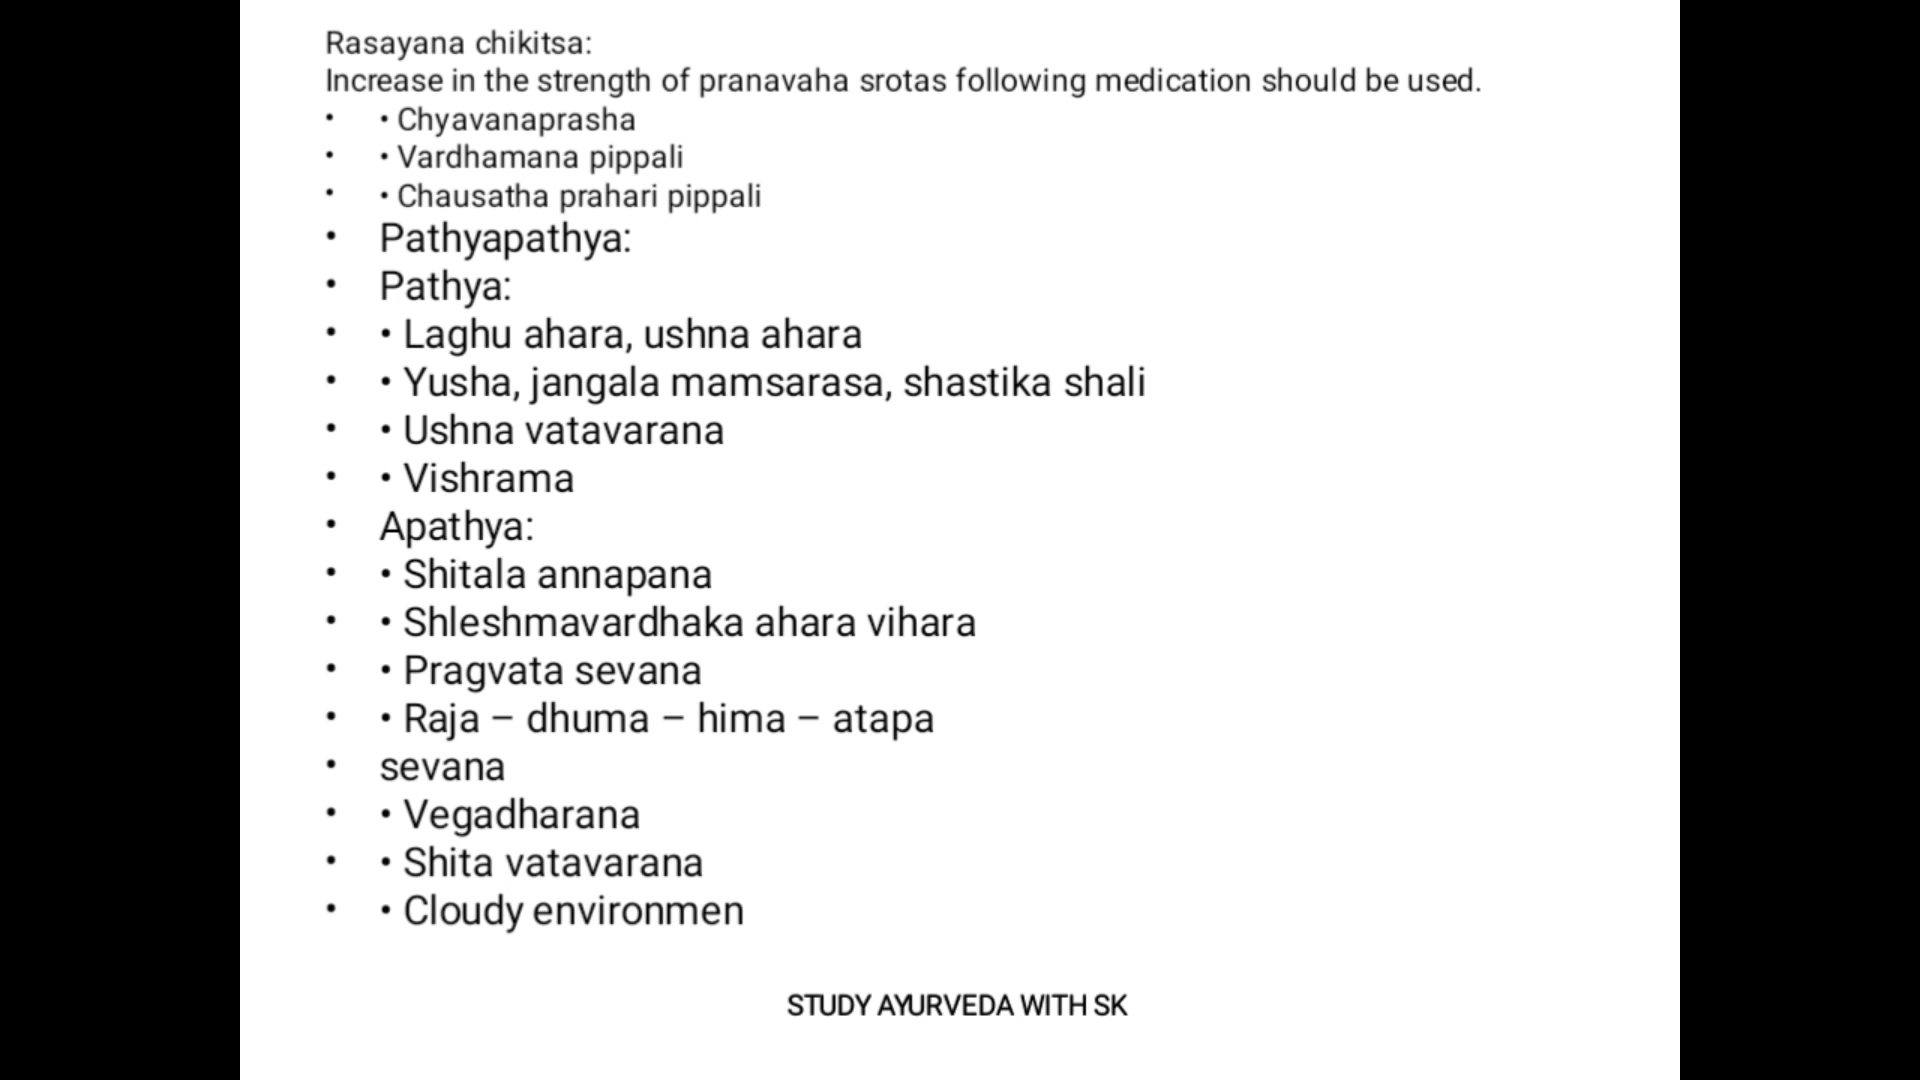 Rasayana chikitsa:
Increase in the strength of pranavaha srotas following medication should be used.
• • Chyavanaprasha
• • Vardhamana pippali
• • Chausatha prahari pippali
• Pathyapathya:
• Pathya:
• • Laghu ahara, ushna ahara
• • Yusha, jangala mamsarasa, shastika shali
• • Ushna vatavarana
• • Vishrama
• Apathya:
• • Shitala annapana
• • Shleshmavardhaka ahara vihara
• • Pragvata sevana
• • Raja – dhuma – hima – atapa
• sevana
• • Vegadharana
• • Shita vatavarana
• • Cloudy environmen
STUDY AYURVEDA WITH SK